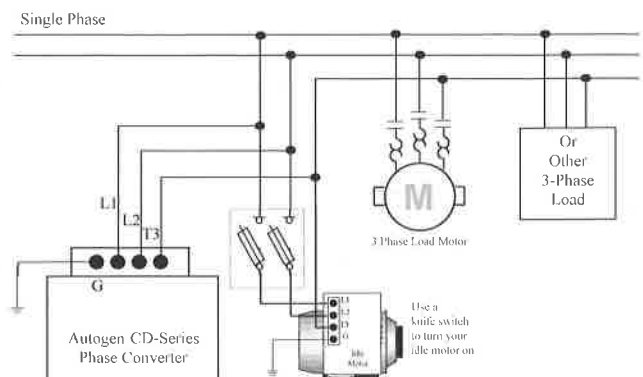 Single Phase
L1
L2
T3
G
Autogen CD-Series
Phase Converter
M
3 Phase Load Motor
Or
Other
3-Phase
Load
L1
L2
L3
G
Idle
Motor
Use a
knife switch
to turn your
idle motor on